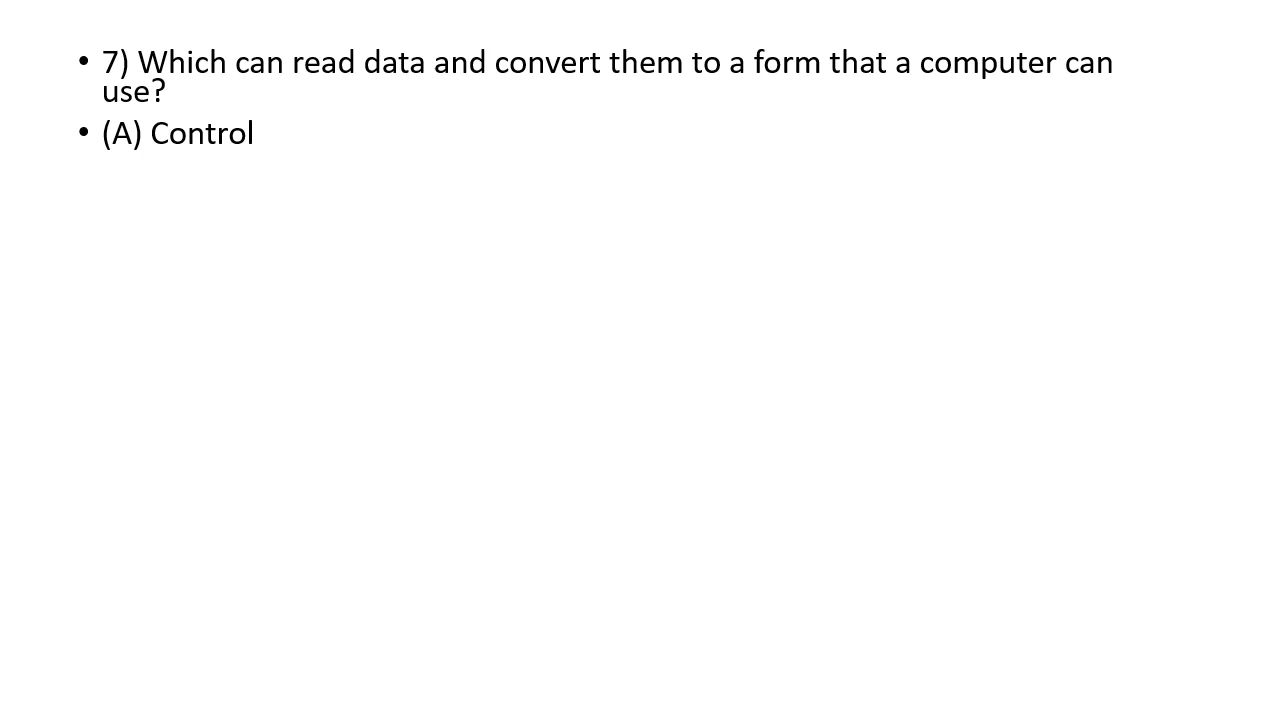 • 7) Which can read data and convert them to a form that a computer can
use?
• (A) Control